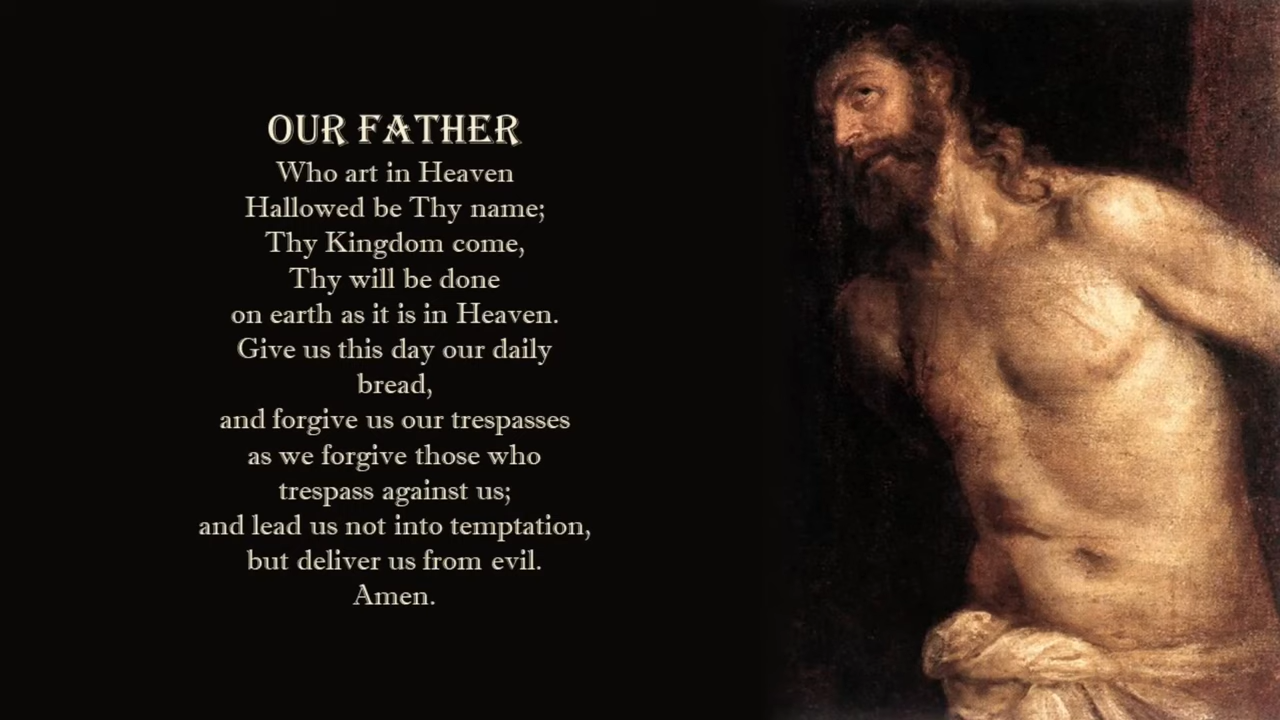 OUR FATHER
Who art in Heaven
Hallowed be Thy name;
Thy Kingdom come,
Thy will be done
on earth as it is in Heaven.
Give us this day our daily
bread,
and forgive us our trespasses
as we forgive those who
trespass against us;
and lead us not into temptation,
but deliver us from evil.
Amen.